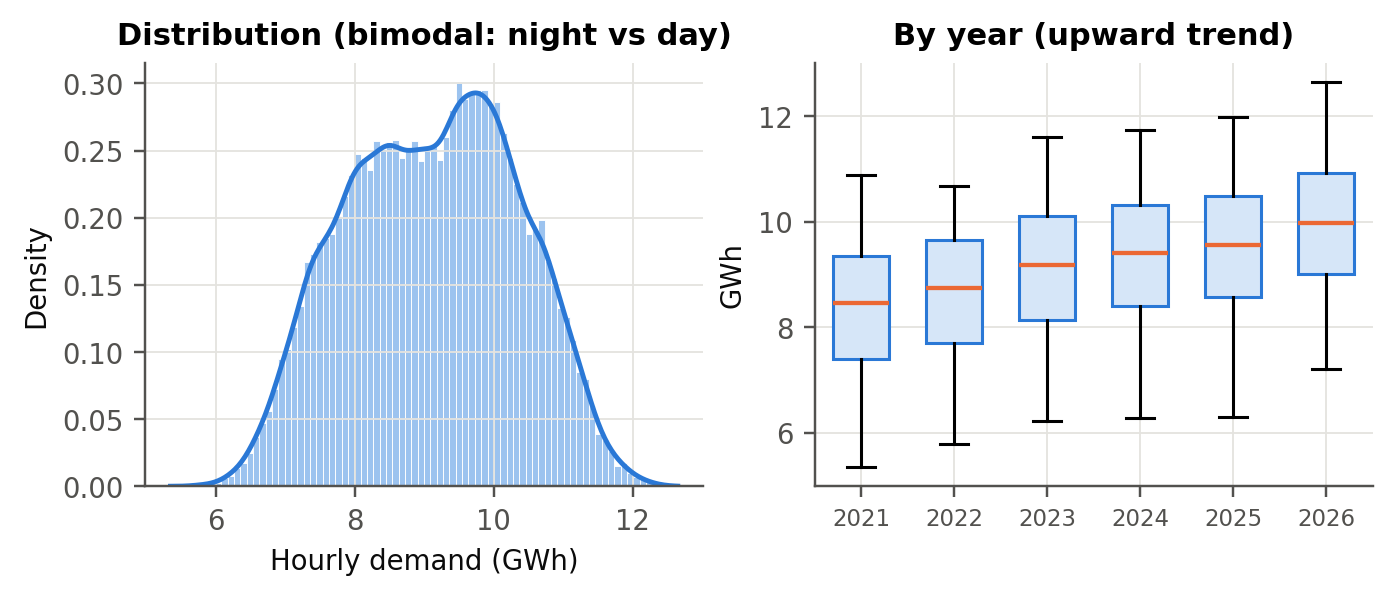 Distribution (bimodal: night vs day)
0.30
0.25
0.20
0.15
0.10
0.05
0.00
Density
6 8 10 12
Hourly demand (GWh)
By year (upward trend)
12
10
8
6
GWh
2021 2022 2023 2024 2025 2026